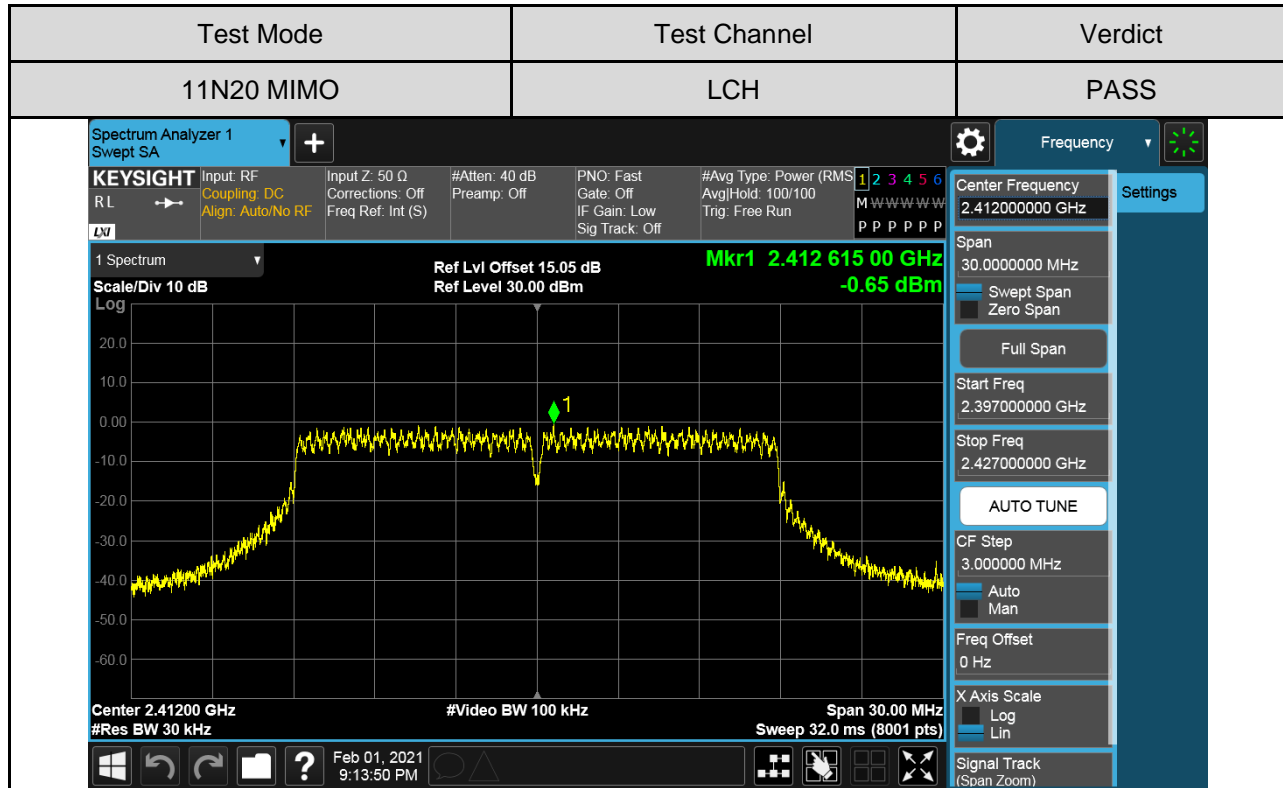 Test Mode Test Channel Verdict
11N20 MIMO LCH PASS
Spectrum Analyzer 1
Swept SA
+
Frequency
KEYSIGHT Input: RF Input Z: 50 Ω #Atten: 40 dB PNO: Fast #Avg Type: Power (RMS 1 2 3 4 5 6
RL Coupling: DC Corrections: Off Preamp: Off Gate: Off Avg|Hold: 100/100 M W W W W W
Align: Auto/No RF Freq Ref: Int (S) IF Gain: Low Trig: Free Run
LXI Sig Track: Off P P P P P P
Center Frequency
2.412000000 GHz
Settings
Span
30.0000000 MHz
Swept Span
Zero Span
Full Span
Start Freq
2.397000000 GHz
Stop Freq
2.427000000 GHz
AUTO TUNE
CF Step
3.000000 MHz
Auto
Man
Freq Offset
0 Hz
X Axis Scale
Log
Lin
Signal Track
(Span Zoom)
1 Spectrum Ref Lvl Offset 15.05 dB Mkr1 2.412 615 00 GHz
Scale/Div 10 dB Ref Level 30.00 dBm -0.65 dBm
Log
20.0
10.0
1
0.00
-10.0
-20.0
-30.0
-40.0
-50.0
-60.0
Center 2.41200 GHz #Video BW 100 kHz Span 30.00 MHz
#Res BW 30 kHz Sweep 32.0 ms (8001 pts)
? Feb 01, 2021
9:13:50 PM